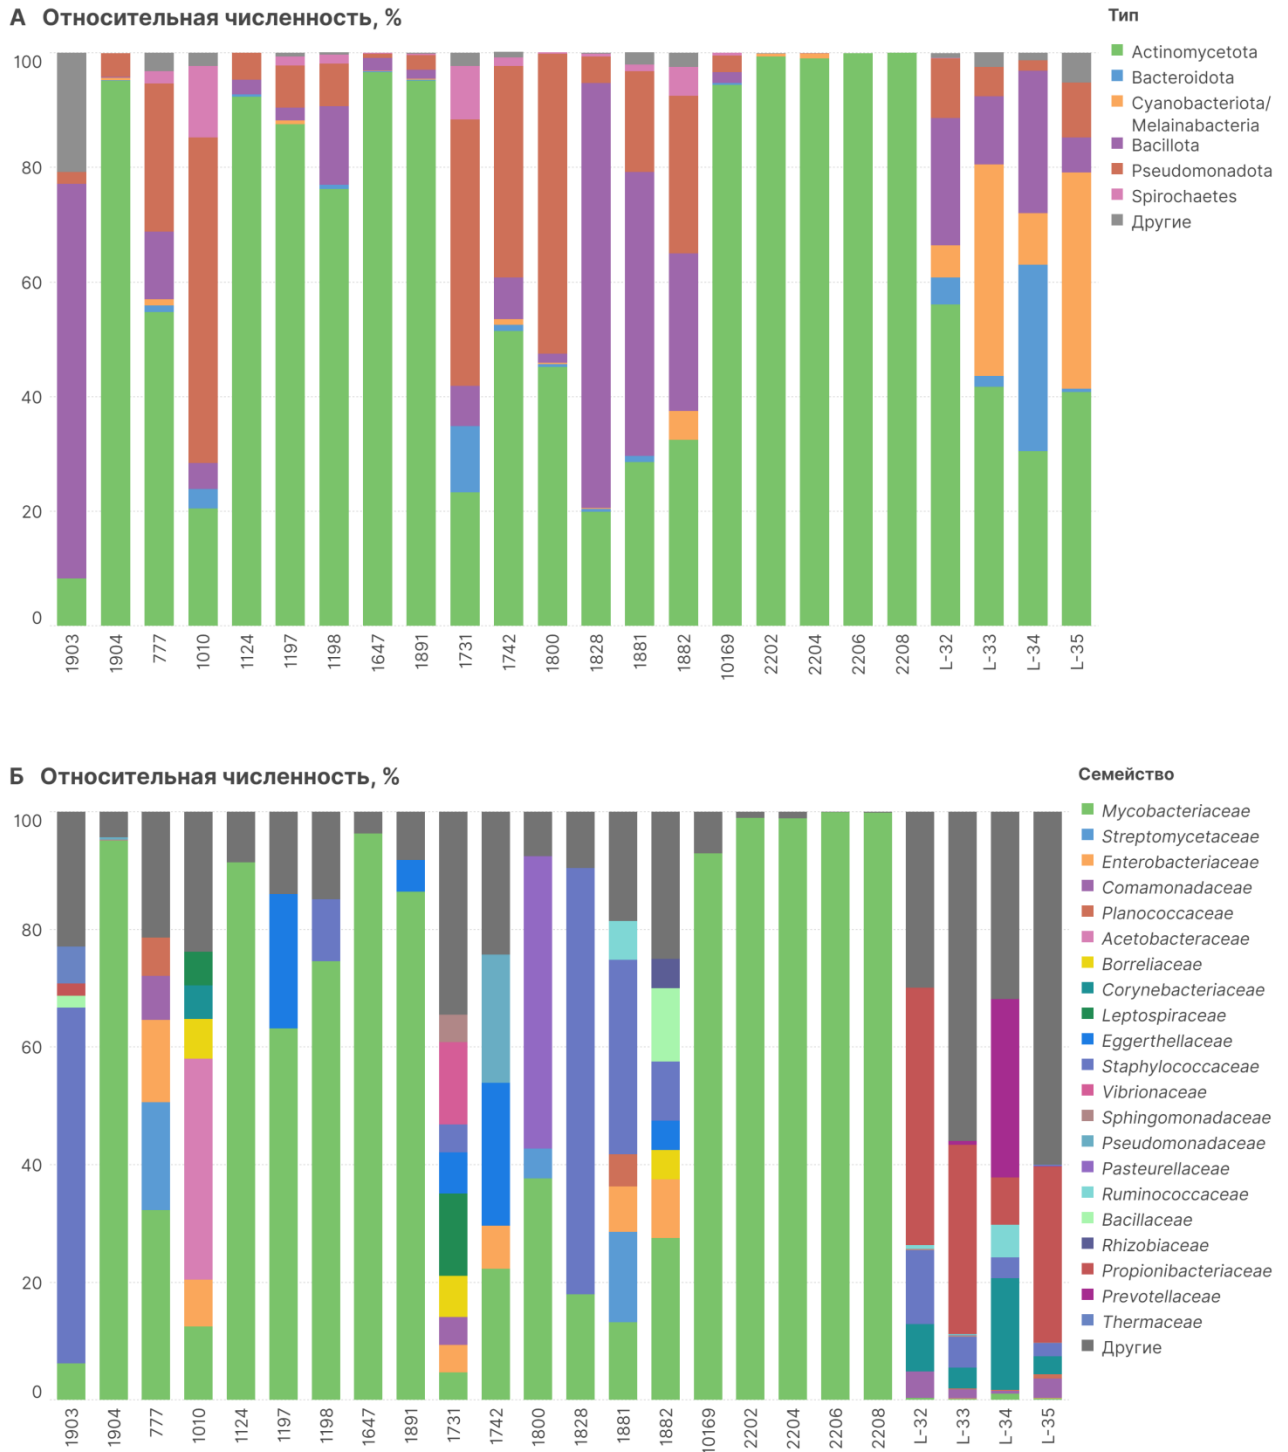 А Относительная численность, %
Тип
Actinomycetota
Bacteroidota
Cyanobacteriota/
Melainabacteria
Bacillota
Pseudomonadota
Spirochaetes
Другие
100
80
60
40
20
0
1903 1904 777 1010 1124 1197 1198 1647 1891 1731 1742 1800 1828 1881 1882 10169 2202 2204 2206 2208 L-32 L-33 L-34 L-35
Б Относительная численность, %
Семейство
Mycobacteriaceae
Streptomycetaceae
Enterobacteriaceae
Comamonadaceae
Planococcaceae
Acetobacteraceae
Borreliaceae
Corynebacteriaceae
Leptospiraceae
Eggerthellaceae
Staphylococcaceae
Vibrionaceae
Sphingomonadaceae
Pseudomonadaceae
Pasteurellaceae
Ruminococcaceae
Bacillaceae
Rhizobiaceae
Propionibacteriaceae
Prevotellaceae
Thermaceae
Другие
100
80
60
40
20
0
1903 1904 777 1010 1124 1197 1198 1647 1891 1731 1742 1800 1828 1881 1882 10169 2202 2204 2206 2208 L-32 L-33 L-34 L-35